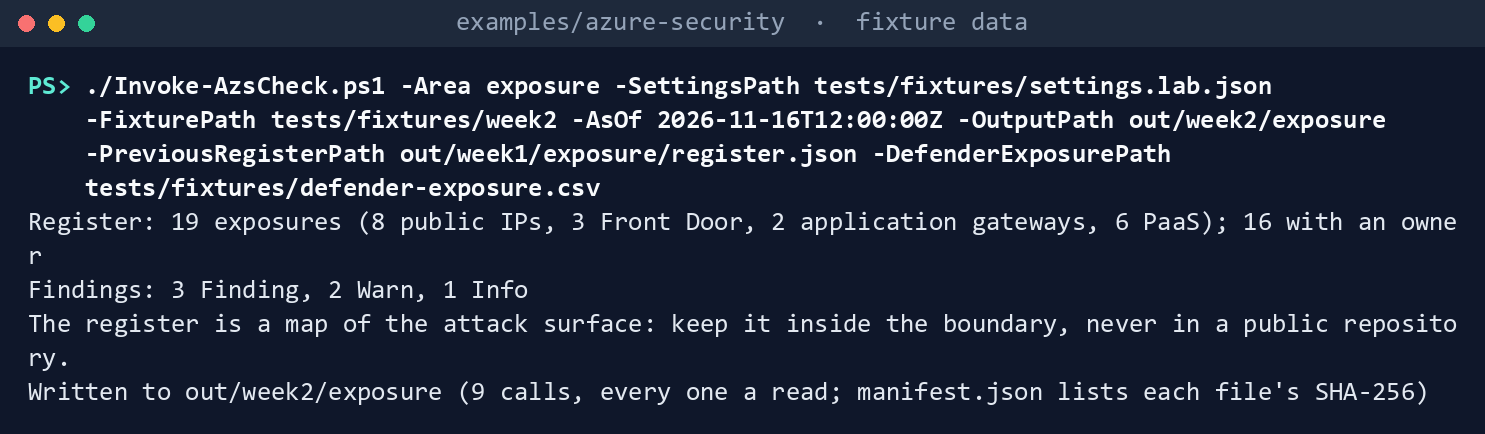 examples/azure-security  ·  fixture data
PS> ./Invoke-AzsCheck.ps1 -Area exposure -SettingsPath tests/fixtures/settings.lab.json
    -FixturePath tests/fixtures/week2 -AsOf 2026-11-16T12:00:00Z -OutputPath out/week2/exposure
    -PreviousRegisterPath out/week1/exposure/register.json -DefenderExposurePath
    tests/fixtures/defender-exposure.csv
Register: 19 exposures (8 public IPs, 3 Front Door, 2 application gateways, 6 PaaS); 16 with an owne
r
Findings: 3 Finding, 2 Warn, 1 Info
The register is a map of the attack surface: keep it inside the boundary, never in a public reposito
ry.
Written to out/week2/exposure (9 calls, every one a read; manifest.json lists each file's SHA-256)